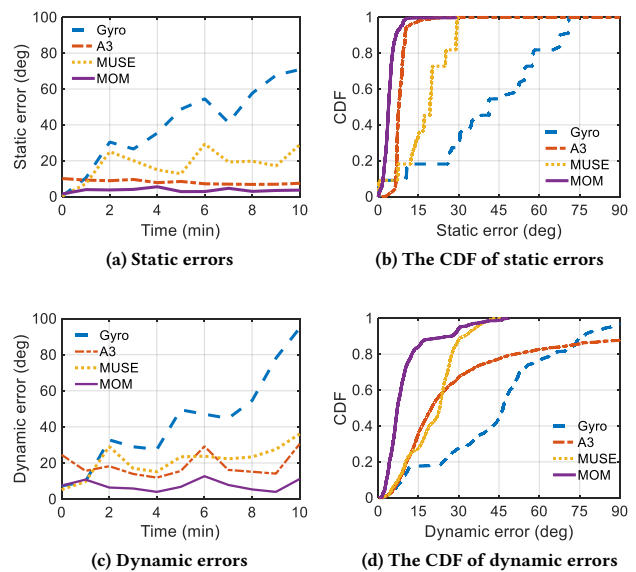 100
80
60
40
20
0
Static error (deg)
Gyro
A3
MUSE
MOM
0 2 4 6 8 10
Time (min)
(a) Static errors
1
0.8
0.6
0.4
0.2
0
CDF
Gyro
A3
MUSE
MOM
0 15 30 45 60 75 90
Static error (deg)
(b) The CDF of static errors
100
80
60
40
20
0
Dynamic error (deg)
Gyro
A3
MUSE
MOM
0 2 4 6 8 10
Time (min)
(c) Dynamic errors
1
0.8
0.6
0.4
0.2
0
CDF
Gyro
A3
MUSE
MOM
0 15 30 45 60 75 90
Dynamic error (deg)
(d) The CDF of dynamic errors